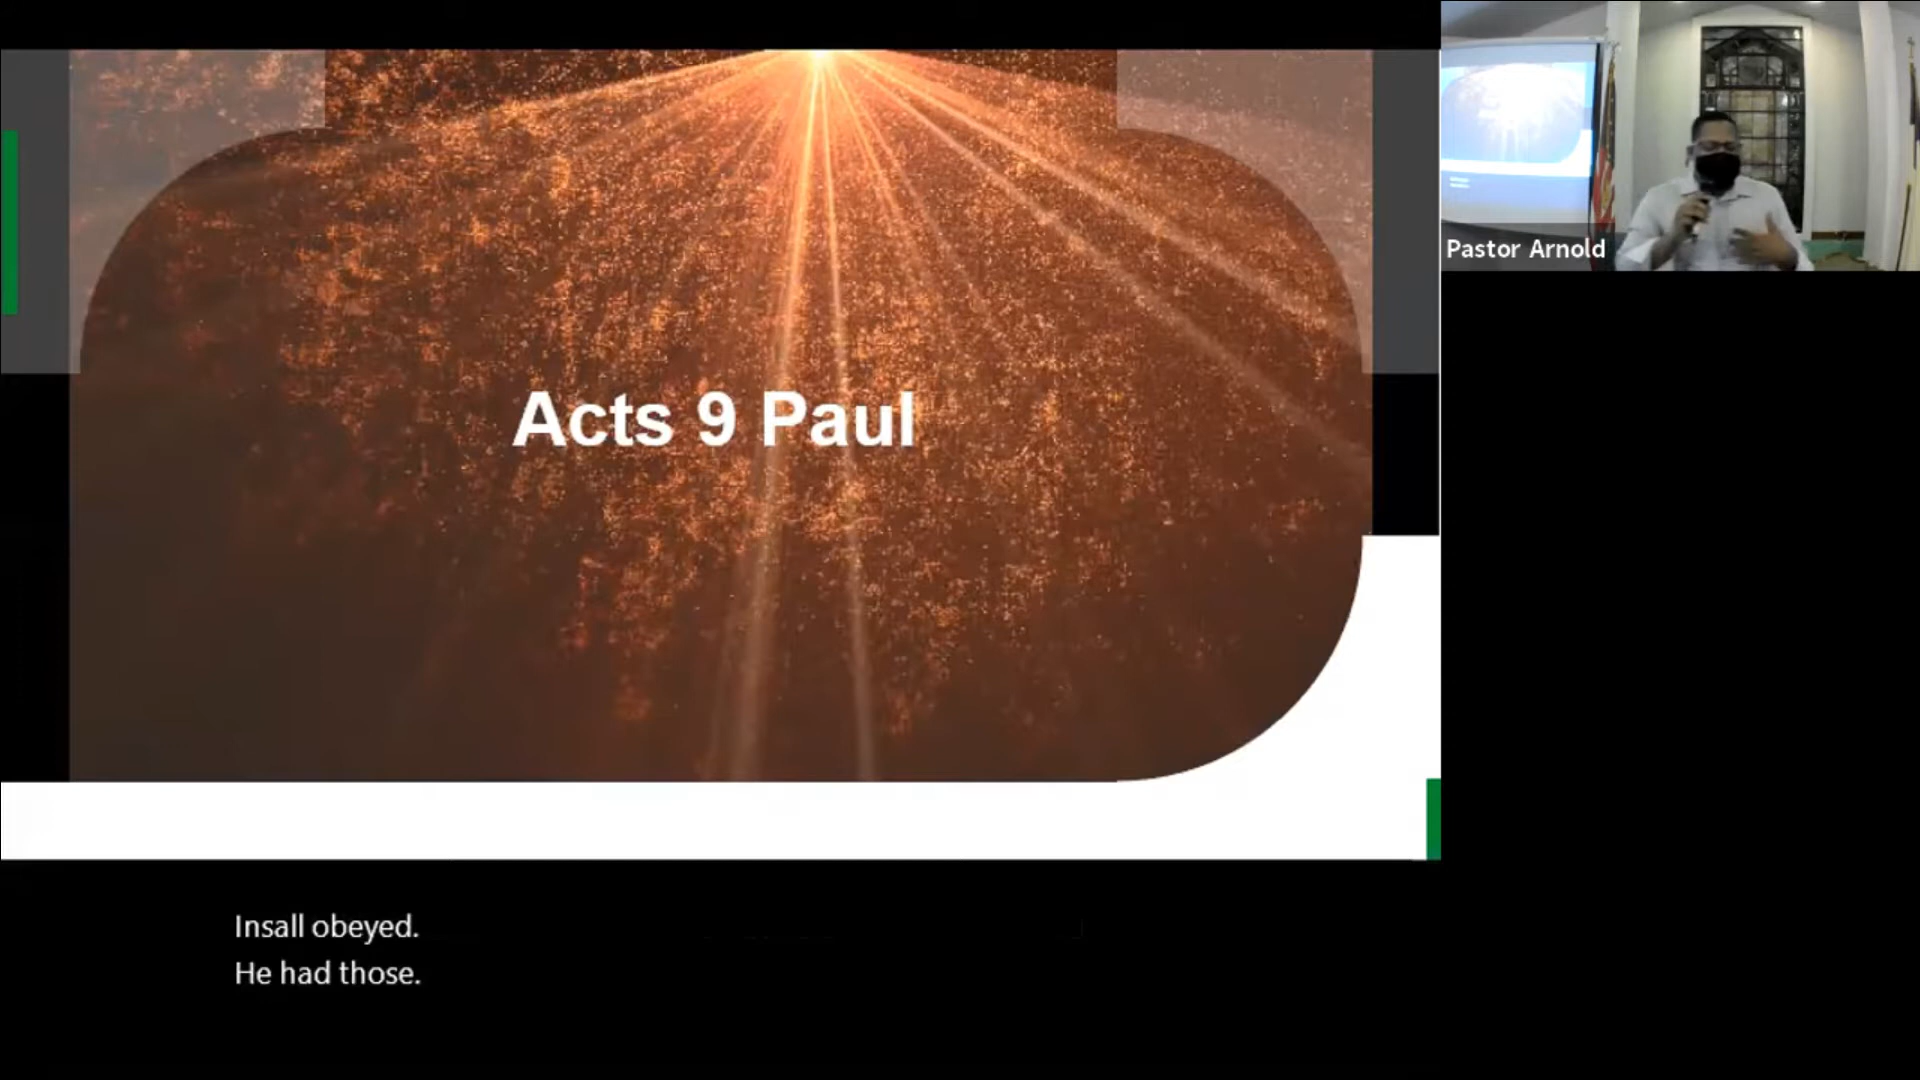 Acts 9 Paul
Pastor Arnold
Insall obeyed.
He had those.